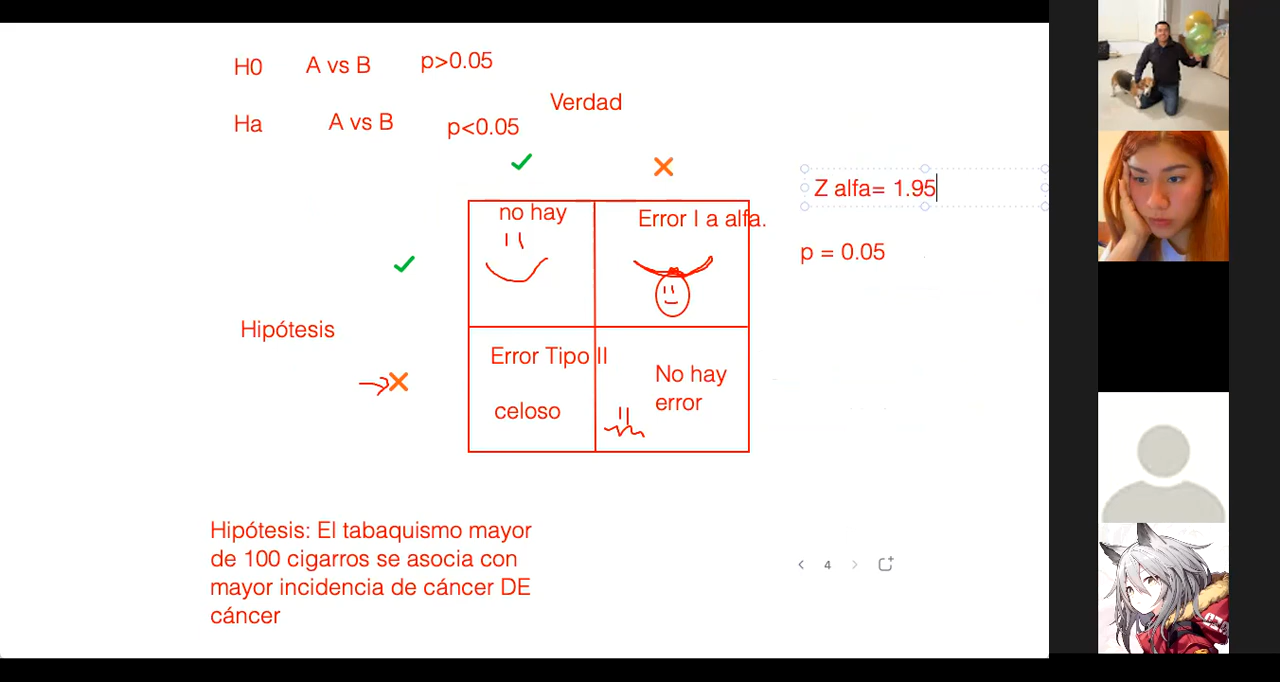 H0 A vs B p>0.05
Verdad
Ha A vs B p<0.05
Z alfa= 1.95
no hay
Error I a alfa.
p = 0.05
Hipótesis
Error Tipo II
No hay
error
celoso
Hipótesis: El tabaquismo mayor
de 100 cigarros se asocia con
mayor incidencia de cáncer DE
cáncer
4